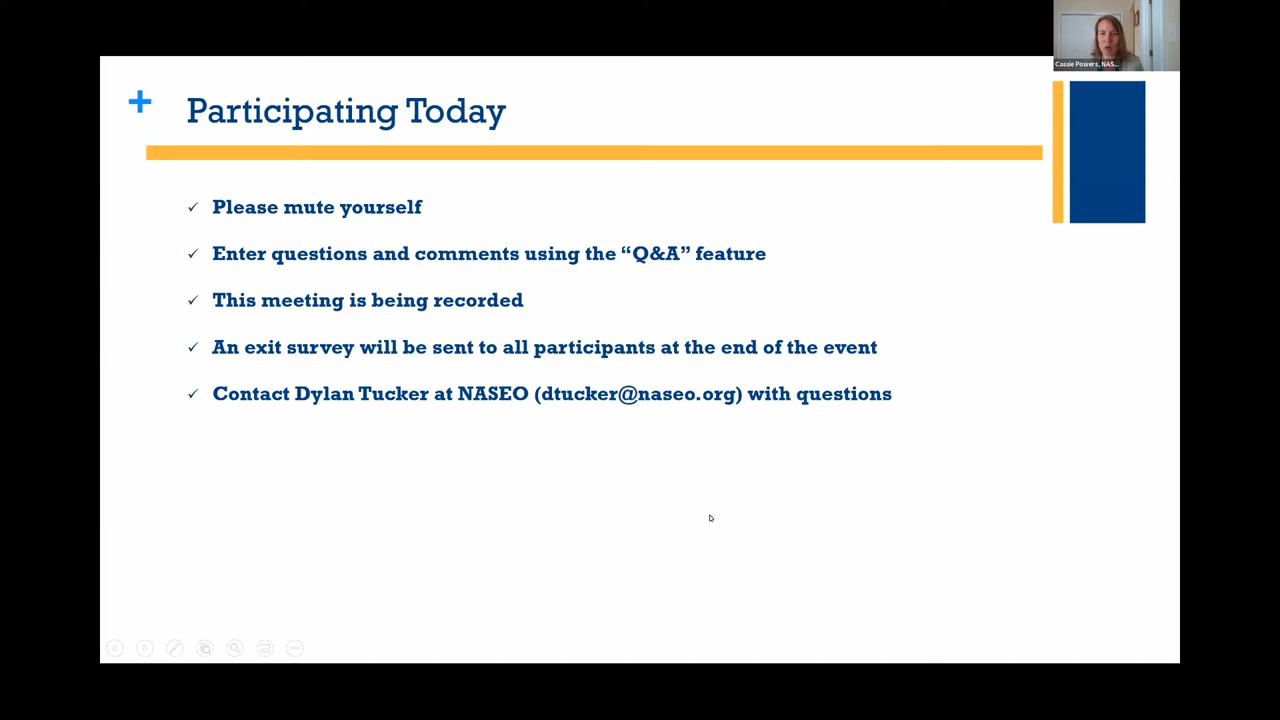 Cassie Powers, NAS...
Participating Today
✓ Please mute yourself
✓ Enter questions and comments using the “Q&A” feature
✓ This meeting is being recorded
✓ An exit survey will be sent to all participants at the end of the event
✓ Contact Dylan Tucker at NASEO (dtucker@naseo.org) with questions